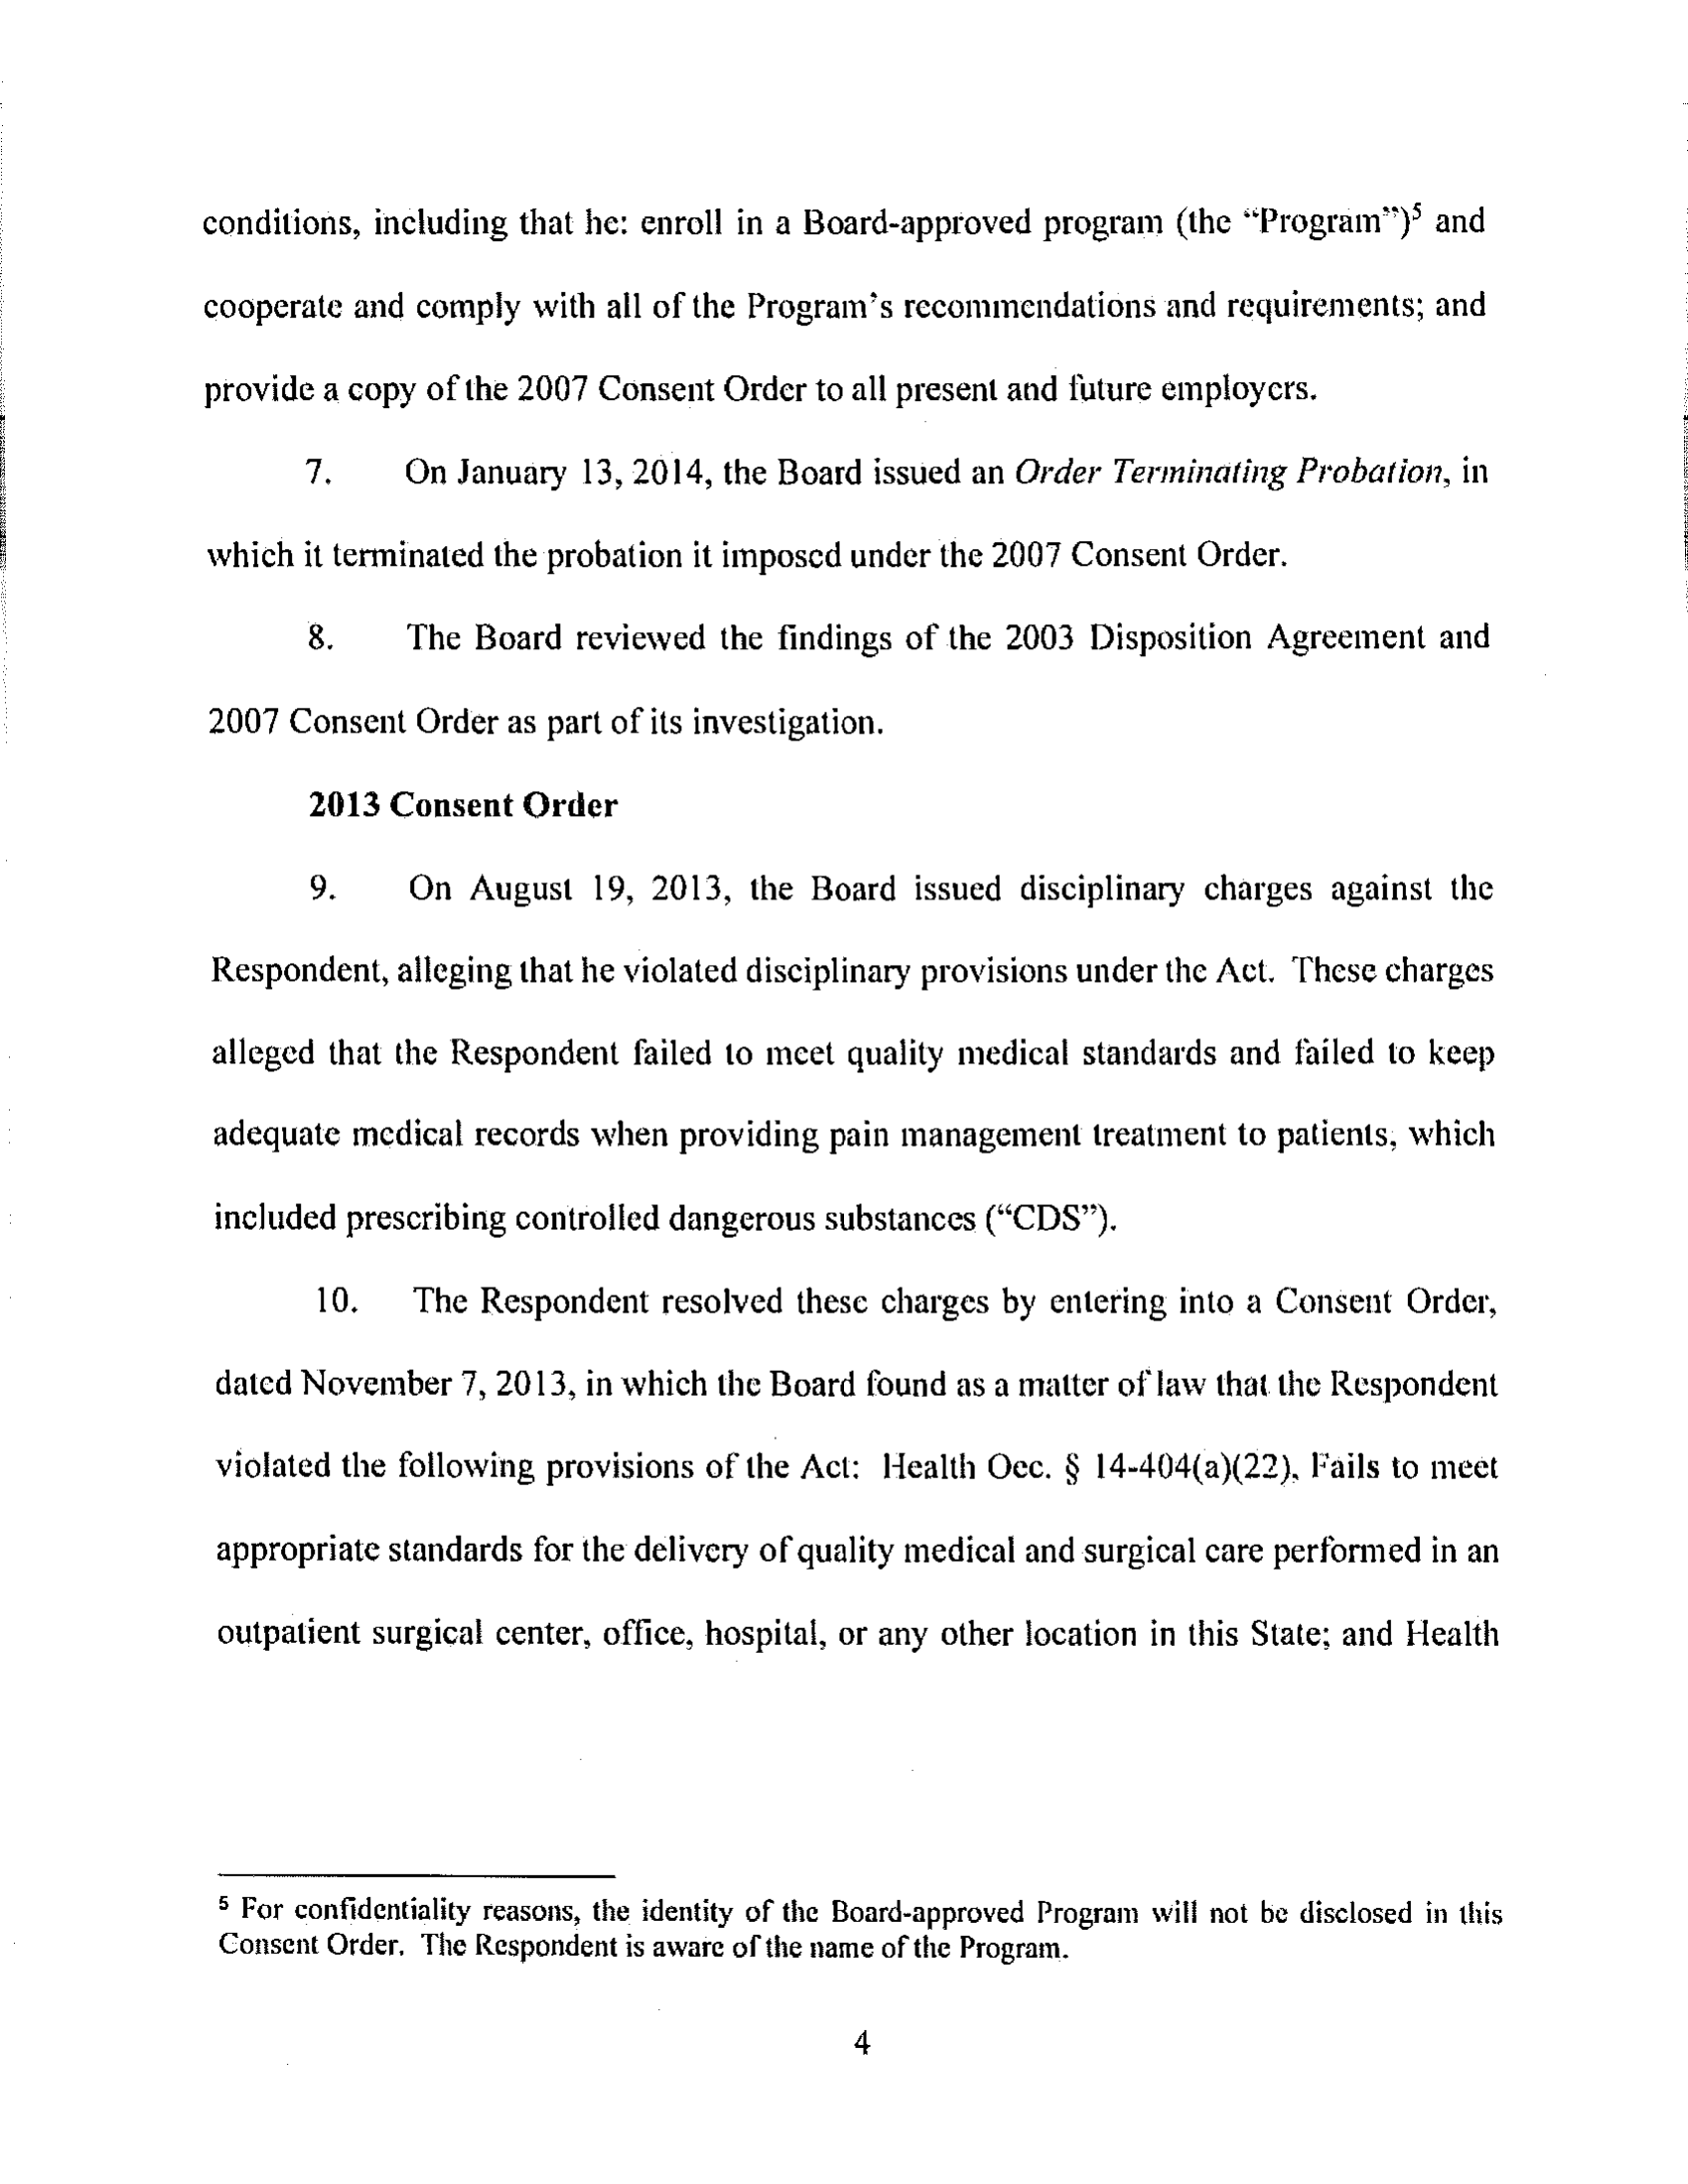 conditions, including that he: enroll in a Board-approved program (the “Program”)⁵ and
cooperate and comply with all of the Program’s recommendations and requirements; and
provide a copy of the 2007 Consent Order to all present and future employers.
7. On January 13, 2014, the Board issued an Order Terminating Probation, in
which it terminated the probation it imposed under the 2007 Consent Order.
8. The Board reviewed the findings of the 2003 Disposition Agreement and
2007 Consent Order as part of its investigation.
2013 Consent Order
9. On August 19, 2013, the Board issued disciplinary charges against the
Respondent, alleging that he violated disciplinary provisions under the Act. These charges
alleged that the Respondent failed to meet quality medical standards and failed to keep
adequate medical records when providing pain management treatment to patients, which
included prescribing controlled dangerous substances (“CDS”).
10. The Respondent resolved these charges by entering into a Consent Order,
dated November 7, 2013, in which the Board found as a matter of law that the Respondent
violated the following provisions of the Act: Health Occ. § 14-404(a)(22), Fails to meet
appropriate standards for the delivery of quality medical and surgical care performed in an
outpatient surgical center, office, hospital, or any other location in this State; and Health
⁵ For confidentiality reasons, the identity of the Board-approved Program will not be disclosed in this
Consent Order. The Respondent is aware of the name of the Program.
4